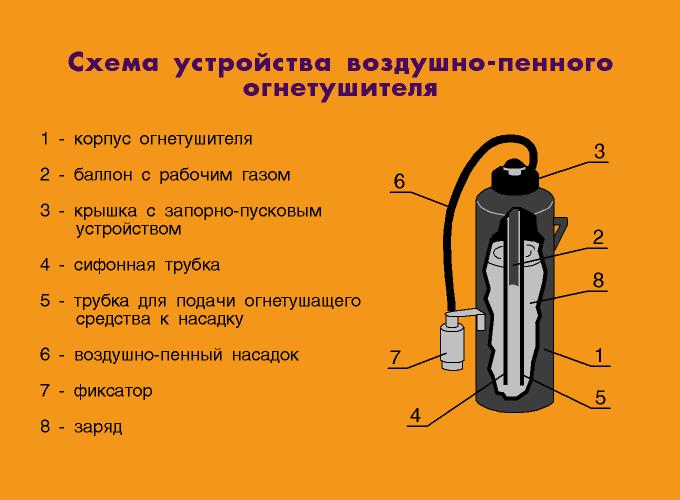 Схема устройства воздушно-пенного
огнетушителя
1 - корпус огнетушителя
2 - баллон с рабочим газом
3 - крышка с запорно-пусковым
устройством
4 - сифонная трубка
5 - трубка для подачи огнетушащего
средства к насадку
6 - воздушно-пенный насадок
7 - фиксатор
8 - заряд
3
6
2
8
7
1
5
4